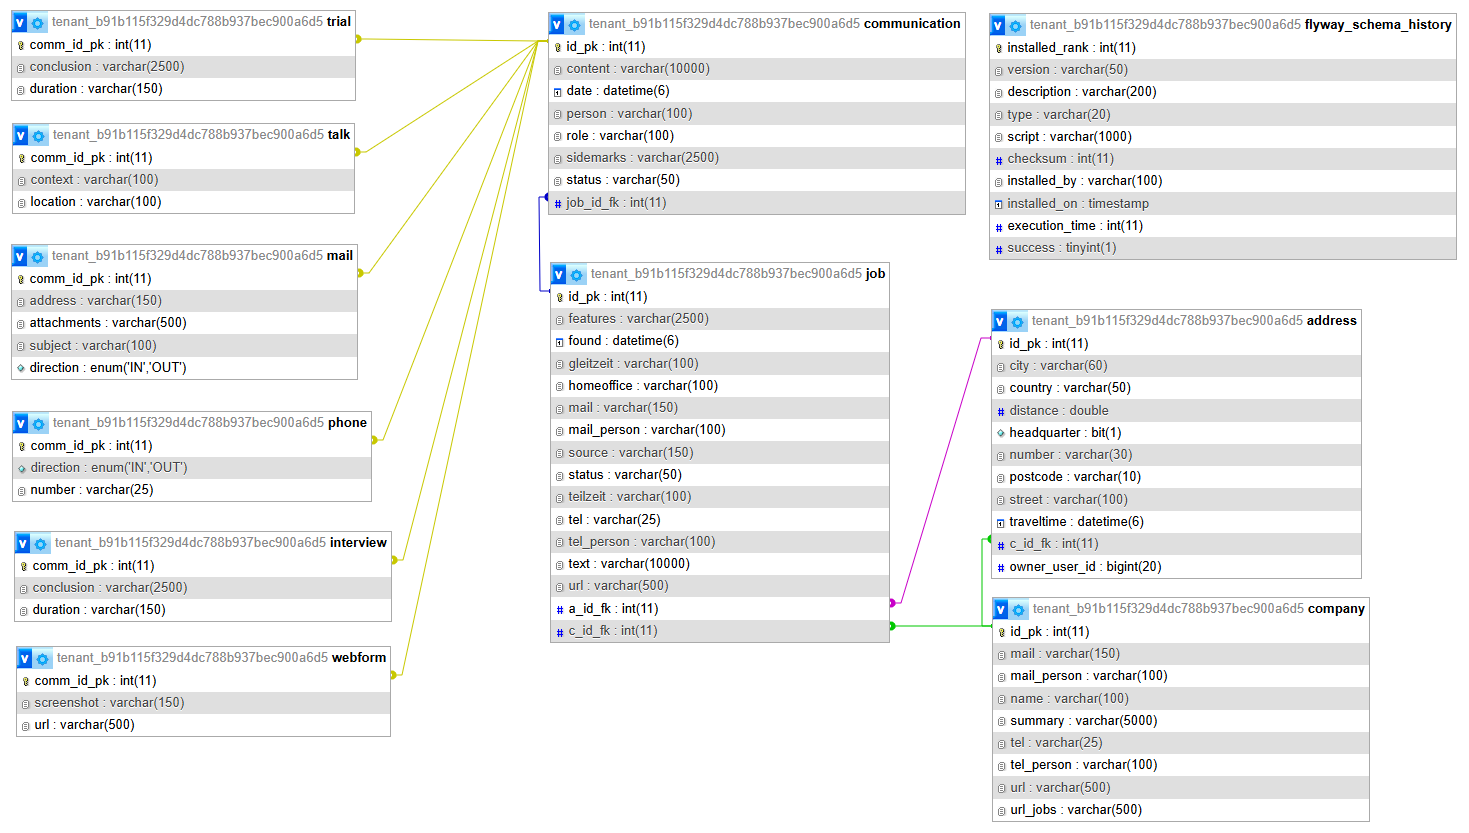 tenant_b91b115f329d4dc788b937bec900a6d5 trial
comm_id_pk : int(11)
conclusion : varchar(2500)
duration : varchar(150)
tenant_b91b115f329d4dc788b937bec900a6d5 talk
comm_id_pk : int(11)
context : varchar(100)
location : varchar(100)
tenant_b91b115f329d4dc788b937bec900a6d5 mail
comm_id_pk : int(11)
address : varchar(150)
attachments : varchar(500)
subject : varchar(100)
direction : enum('IN','OUT')
tenant_b91b115f329d4dc788b937bec900a6d5 phone
comm_id_pk : int(11)
direction : enum('IN','OUT')
number : varchar(25)
tenant_b91b115f329d4dc788b937bec900a6d5 interview
comm_id_pk : int(11)
conclusion : varchar(2500)
duration : varchar(150)
tenant_b91b115f329d4dc788b937bec900a6d5 webform
comm_id_pk : int(11)
screenshot : varchar(150)
url : varchar(500)
tenant_b91b115f329d4dc788b937bec900a6d5 communication
id_pk : int(11)
content : varchar(10000)
date : datetime(6)
person : varchar(100)
role : varchar(100)
sidemarks : varchar(2500)
status : varchar(50)
# job_id_fk : int(11)
tenant_b91b115f329d4dc788b937bec900a6d5 job
id_pk : int(11)
features : varchar(2500)
found : datetime(6)
gleitzeit : varchar(100)
homeoffice : varchar(100)
mail : varchar(150)
mail_person : varchar(100)
source : varchar(150)
status : varchar(50)
teilzeit : varchar(100)
tel : varchar(25)
tel_person : varchar(100)
text : varchar(10000)
url : varchar(500)
# a_id_fk : int(11)
# c_id_fk : int(11)
tenant_b91b115f329d4dc788b937bec900a6d5 flyway_schema_history
installed_rank : int(11)
version : varchar(50)
description : varchar(200)
type : varchar(20)
script : varchar(1000)
# checksum : int(11)
installed_by : varchar(100)
installed_on : timestamp
# execution_time : int(11)
# success : tinyint(1)
tenant_b91b115f329d4dc788b937bec900a6d5 address
id_pk : int(11)
city : varchar(60)
country : varchar(50)
# distance : double
headquarter : bit(1)
number : varchar(30)
postcode : varchar(10)
street : varchar(100)
traveltime : datetime(6)
# c_id_fk : int(11)
# owner_user_id : bigint(20)
tenant_b91b115f329d4dc788b937bec900a6d5 company
id_pk : int(11)
mail : varchar(150)
mail_person : varchar(100)
name : varchar(100)
summary : varchar(5000)
tel : varchar(25)
tel_person : varchar(100)
url : varchar(500)
url_jobs : varchar(500)